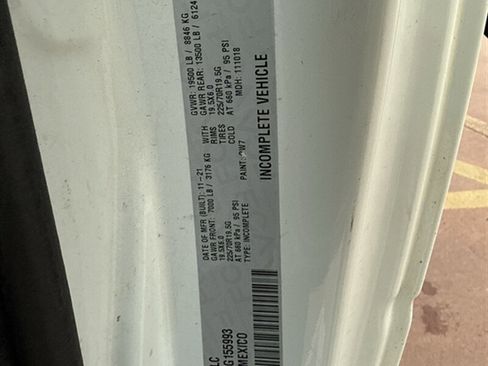 LC
G155993
MEXICO
DATE OF MFR (BUILT): 11-21
GAWR FRONT: 7000 LB / 3176 KG
19.5X6.0
225/70R19.5G
AT 660 kPa / 95 PSI
TYPE: INCOMPLETE
GVWR: 19500 LB / 8846 KG
GAWR REAR: 13500 LB / 6124
WITH 19.5X6.0
RIMS 225/70R19.5G
TIRES AT 660 kPa / 95 PSI
COLD MDH: 111018
PAINT: PW7
INCOMPLETE VEHICLE